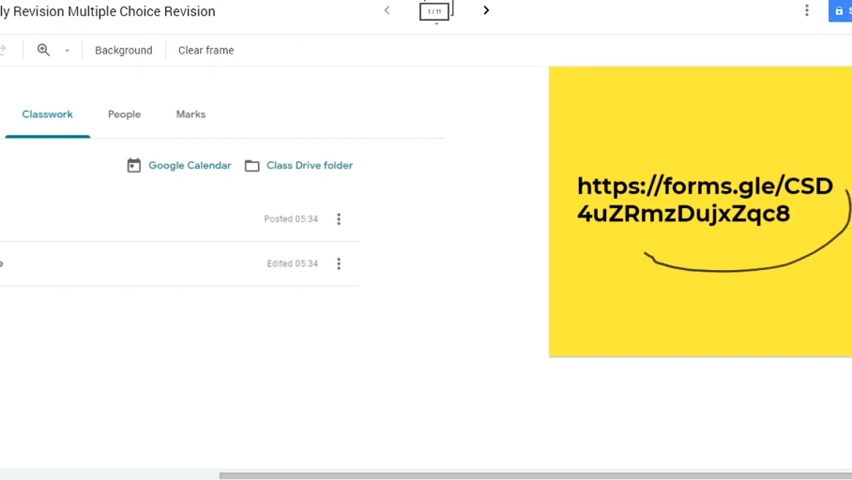 ly Revision Multiple Choice Revision
1 / 11
Background Clear frame
Classwork People Marks
Google Calendar Class Drive folder
Posted 05:34
Edited 05:34
https://forms.gle/CSD
4uZRmzDujxZqc8